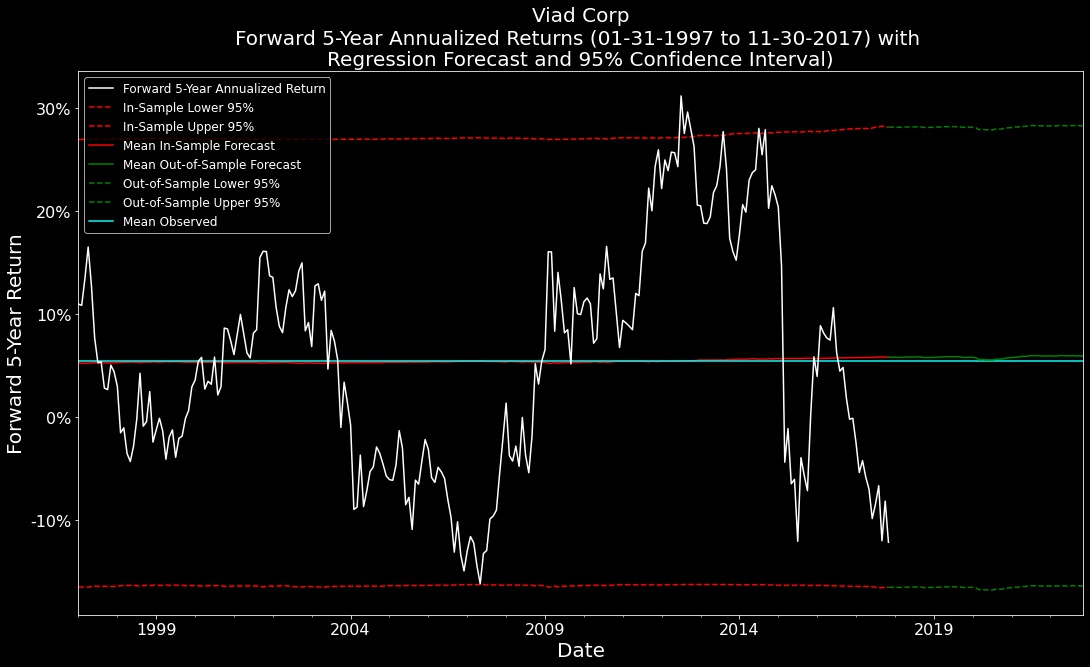 Viad Corp
Forward 5-Year Annualized Returns (01-31-1997 to 11-30-2017) with
Regression Forecast and 95% Confidence Interval)
Forward 5-Year Annualized Return
In-Sample Lower 95%
In-Sample Upper 95%
Mean In-Sample Forecast
Mean Out-of-Sample Forecast
Out-of-Sample Lower 95%
Out-of-Sample Upper 95%
Mean Observed
30%
20%
10%
0%
-10%
Forward 5-Year Return
1999
2004
2009
2014
2019
Date